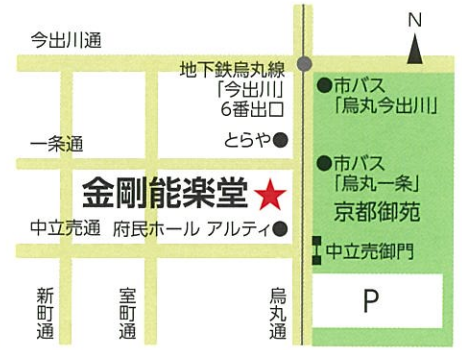 N
今出川通
地下鉄烏丸線
「今出川」
6番出口
●市バス
「烏丸今出川」
とらや●
一条通
●市バス
「烏丸一条」
金剛能楽堂★
京都御苑
中立売通 府民ホール アルティ●
中立売御門
新町通
室町通
烏丸通
P